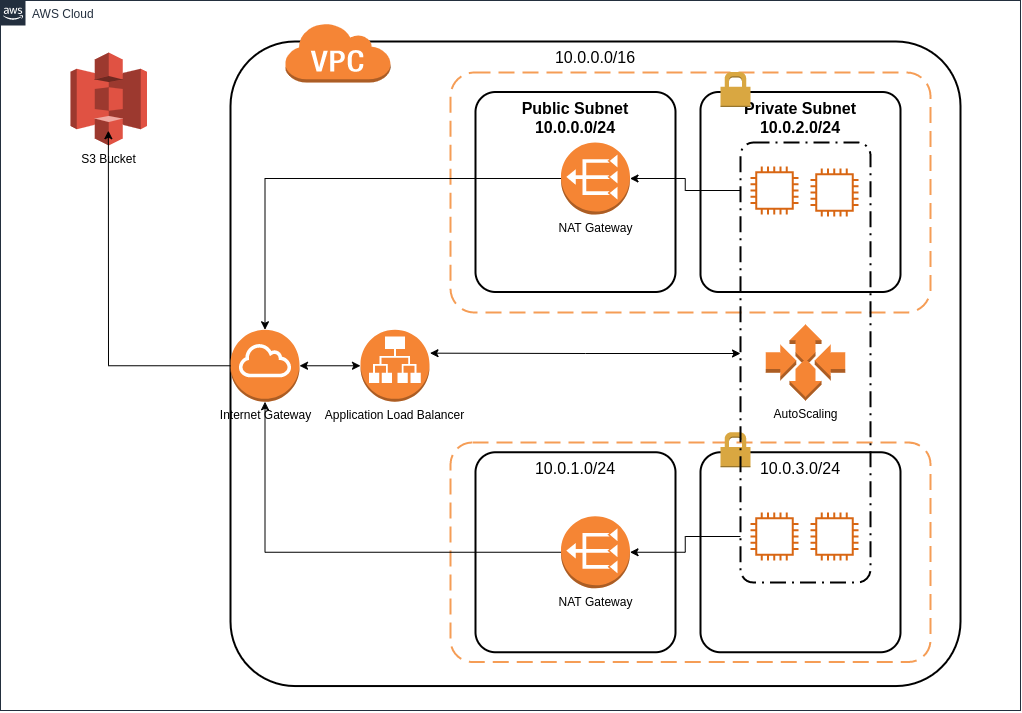 aws
AWS Cloud
VPC
10.0.0.0/16
Public Subnet
10.0.0.0/24
Private Subnet
10.0.2.0/24
S3 Bucket
NAT Gateway
Internet Gateway
Application Load Balancer
AutoScaling
10.0.1.0/24
10.0.3.0/24
NAT Gateway